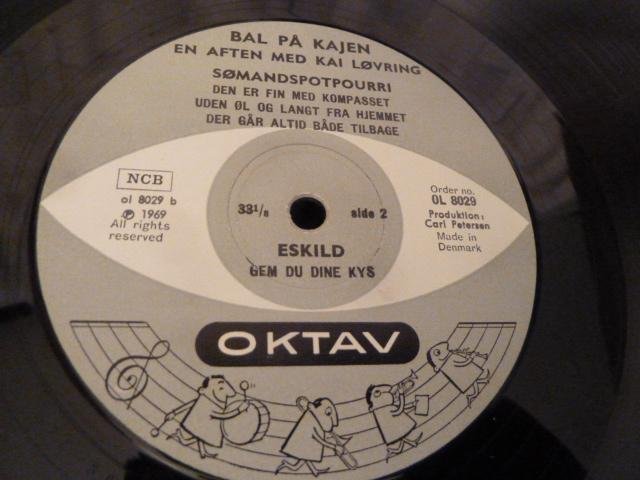 BAL PÅ KAJEN
EN AFTEN MED KAI LØVRING
SØMANDSPOTPOURRI
DEN ER FIN MED KOMPASSET
UDEN ØL OG LANGT FRA HJEMMET
DER GÅR ALTID BÅDE TILBAGE
NCB
ol 8029 b
℗ 1969
All rights
reserved
33⅓
side 2
Order no.
OL 8029
Produktion:
Carl Petersen
Made in
Denmark
ESKILD
GEM DU DINE KYS
OKTAV